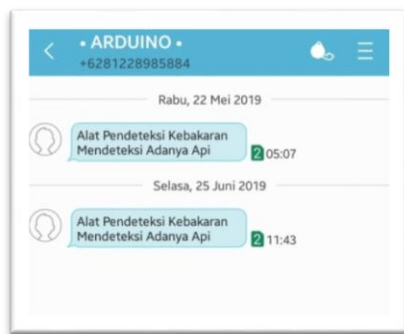 • ARDUINO •
+6281228985884
Rabu, 22 Mei 2019
Alat Pendeteksi Kebakaran
Mendeteksi Adanya Api
2 05:07
Selasa, 25 Juni 2019
Alat Pendeteksi Kebakaran
Mendeteksi Adanya Api
2 11:43